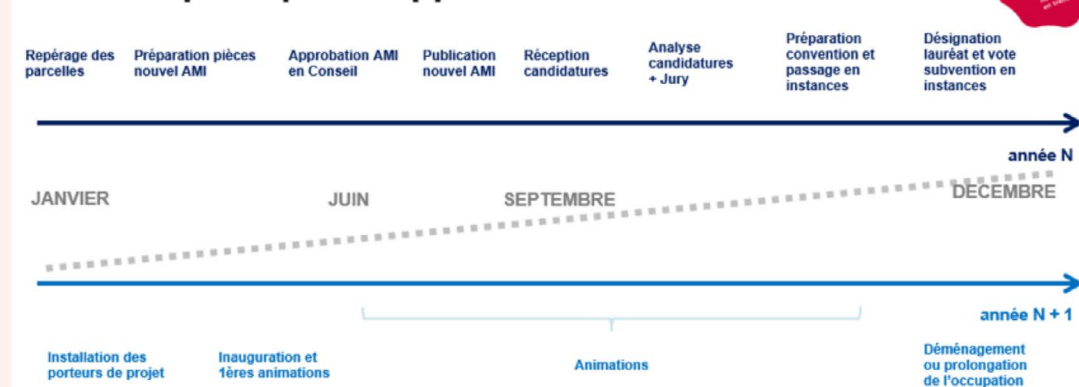 Repérage des
parcelles
Préparation pièces
nouvel AMI
Approbation AMI
en Conseil
Publication
nouvel AMI
Réception
candidatures
Analyse
candidatures
+ Jury
Préparation
convention et
passage en
instances
Désignation
lauréat et vote
subvention en
instances
année N
JANVIER
JUIN
SEPTEMBRE
DECEMBRE
année N + 1
Installation des
porteurs de projet
Inauguration et
1ères animations
Animations
Déménagement
ou prolongation
de l'occupation